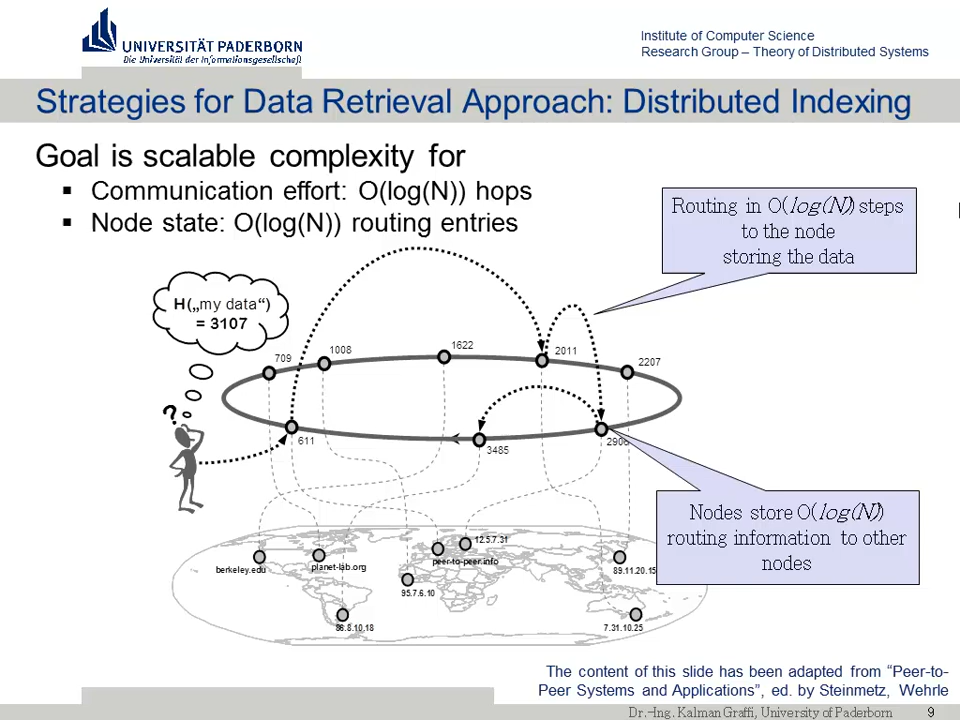 UNIVERSITÄT PADERBORN
Die Universität der Informationsgesellschaft
Institute of Computer Science
Research Group – Theory of Distributed Systems
Strategies for Data Retrieval Approach: Distributed Indexing
Goal is scalable complexity for
▪ Communication effort: O(log(N)) hops
▪ Node state: O(log(N)) routing entries
Routing in O(log(N)) steps
to the node
storing the data
H(„my data“)
= 3107
709
1008
1622
2011
2207
?
611
3485
2906
Nodes store O(log(N))
routing information to other
nodes
berkeley.edu
planet-lab.org
peer-to-peer.info
12.5.7.31
95.7.6.10
86.8.10.18
89.11.20.15
7.31.10.25
The content of this slide has been adapted from “Peer-to-
Peer Systems and Applications”, ed. by Steinmetz, Wehrle
Dr.-Ing. Kalman Graffi, University of Paderborn
9